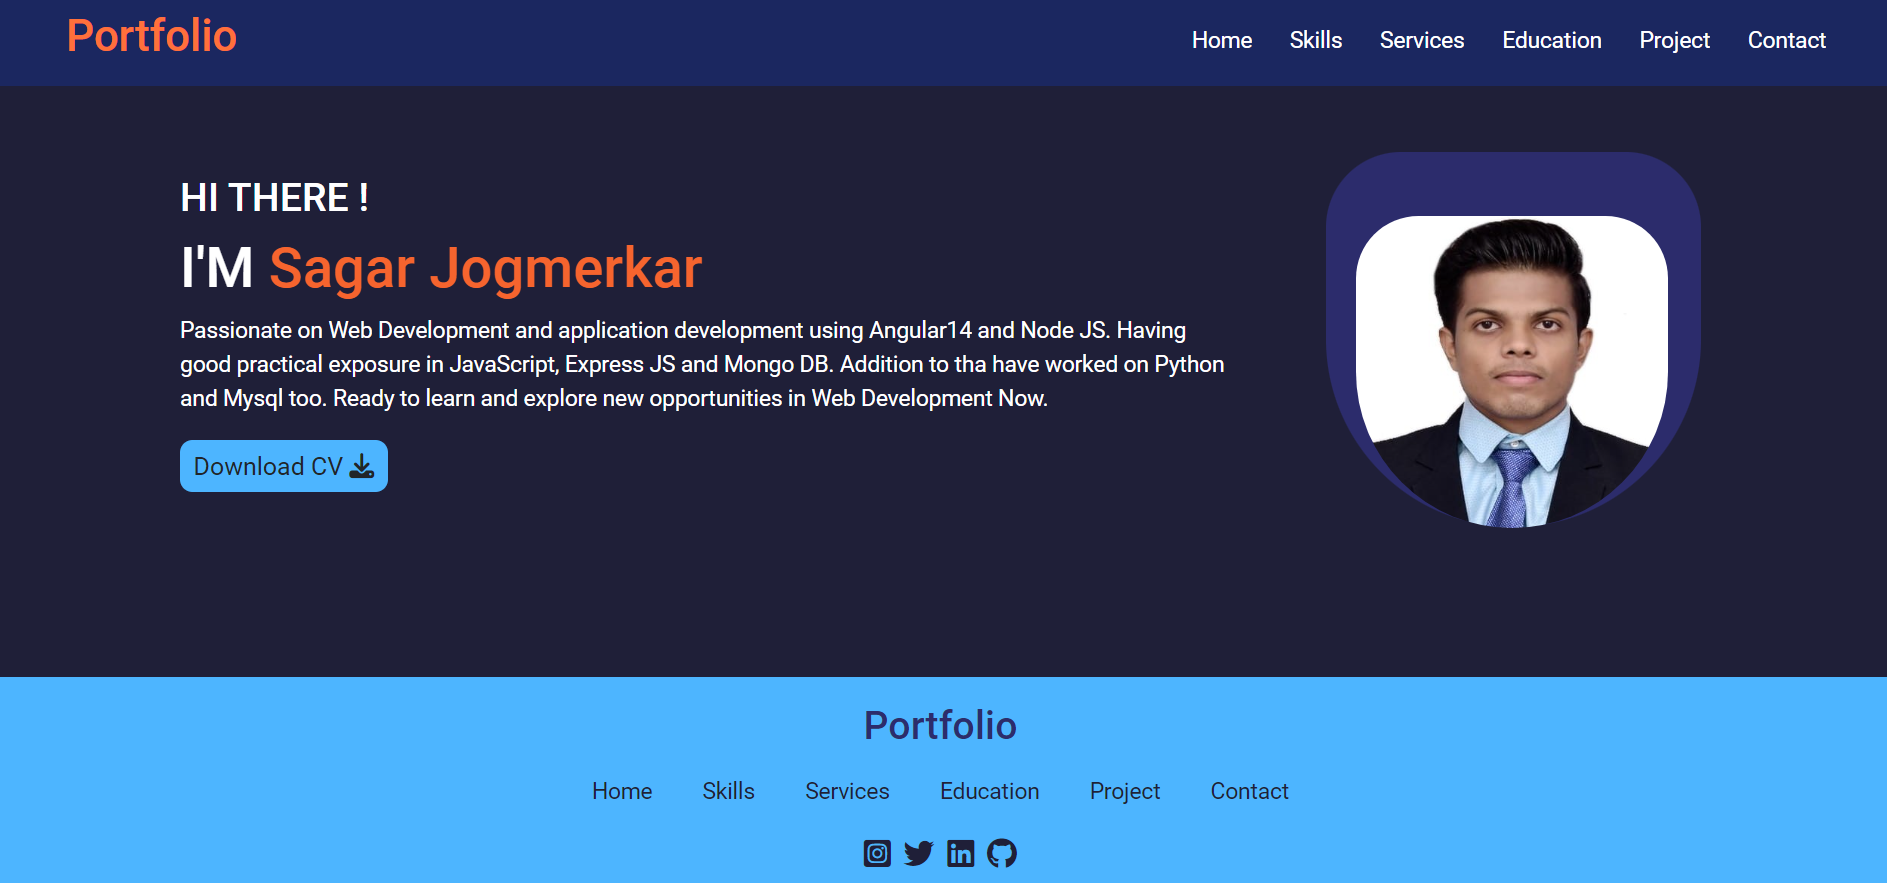 Portfolio
Home Skills Services Education Project Contact
HI THERE !
I'M Sagar Jogmerkar
Passionate on Web Development and application development using Angular14 and Node JS. Having
good practical exposure in JavaScript, Express JS and Mongo DB. Addition to tha have worked on Python
and Mysql too. Ready to learn and explore new opportunities in Web Development Now.
Download CV
Portfolio
Home Skills Services Education Project Contact